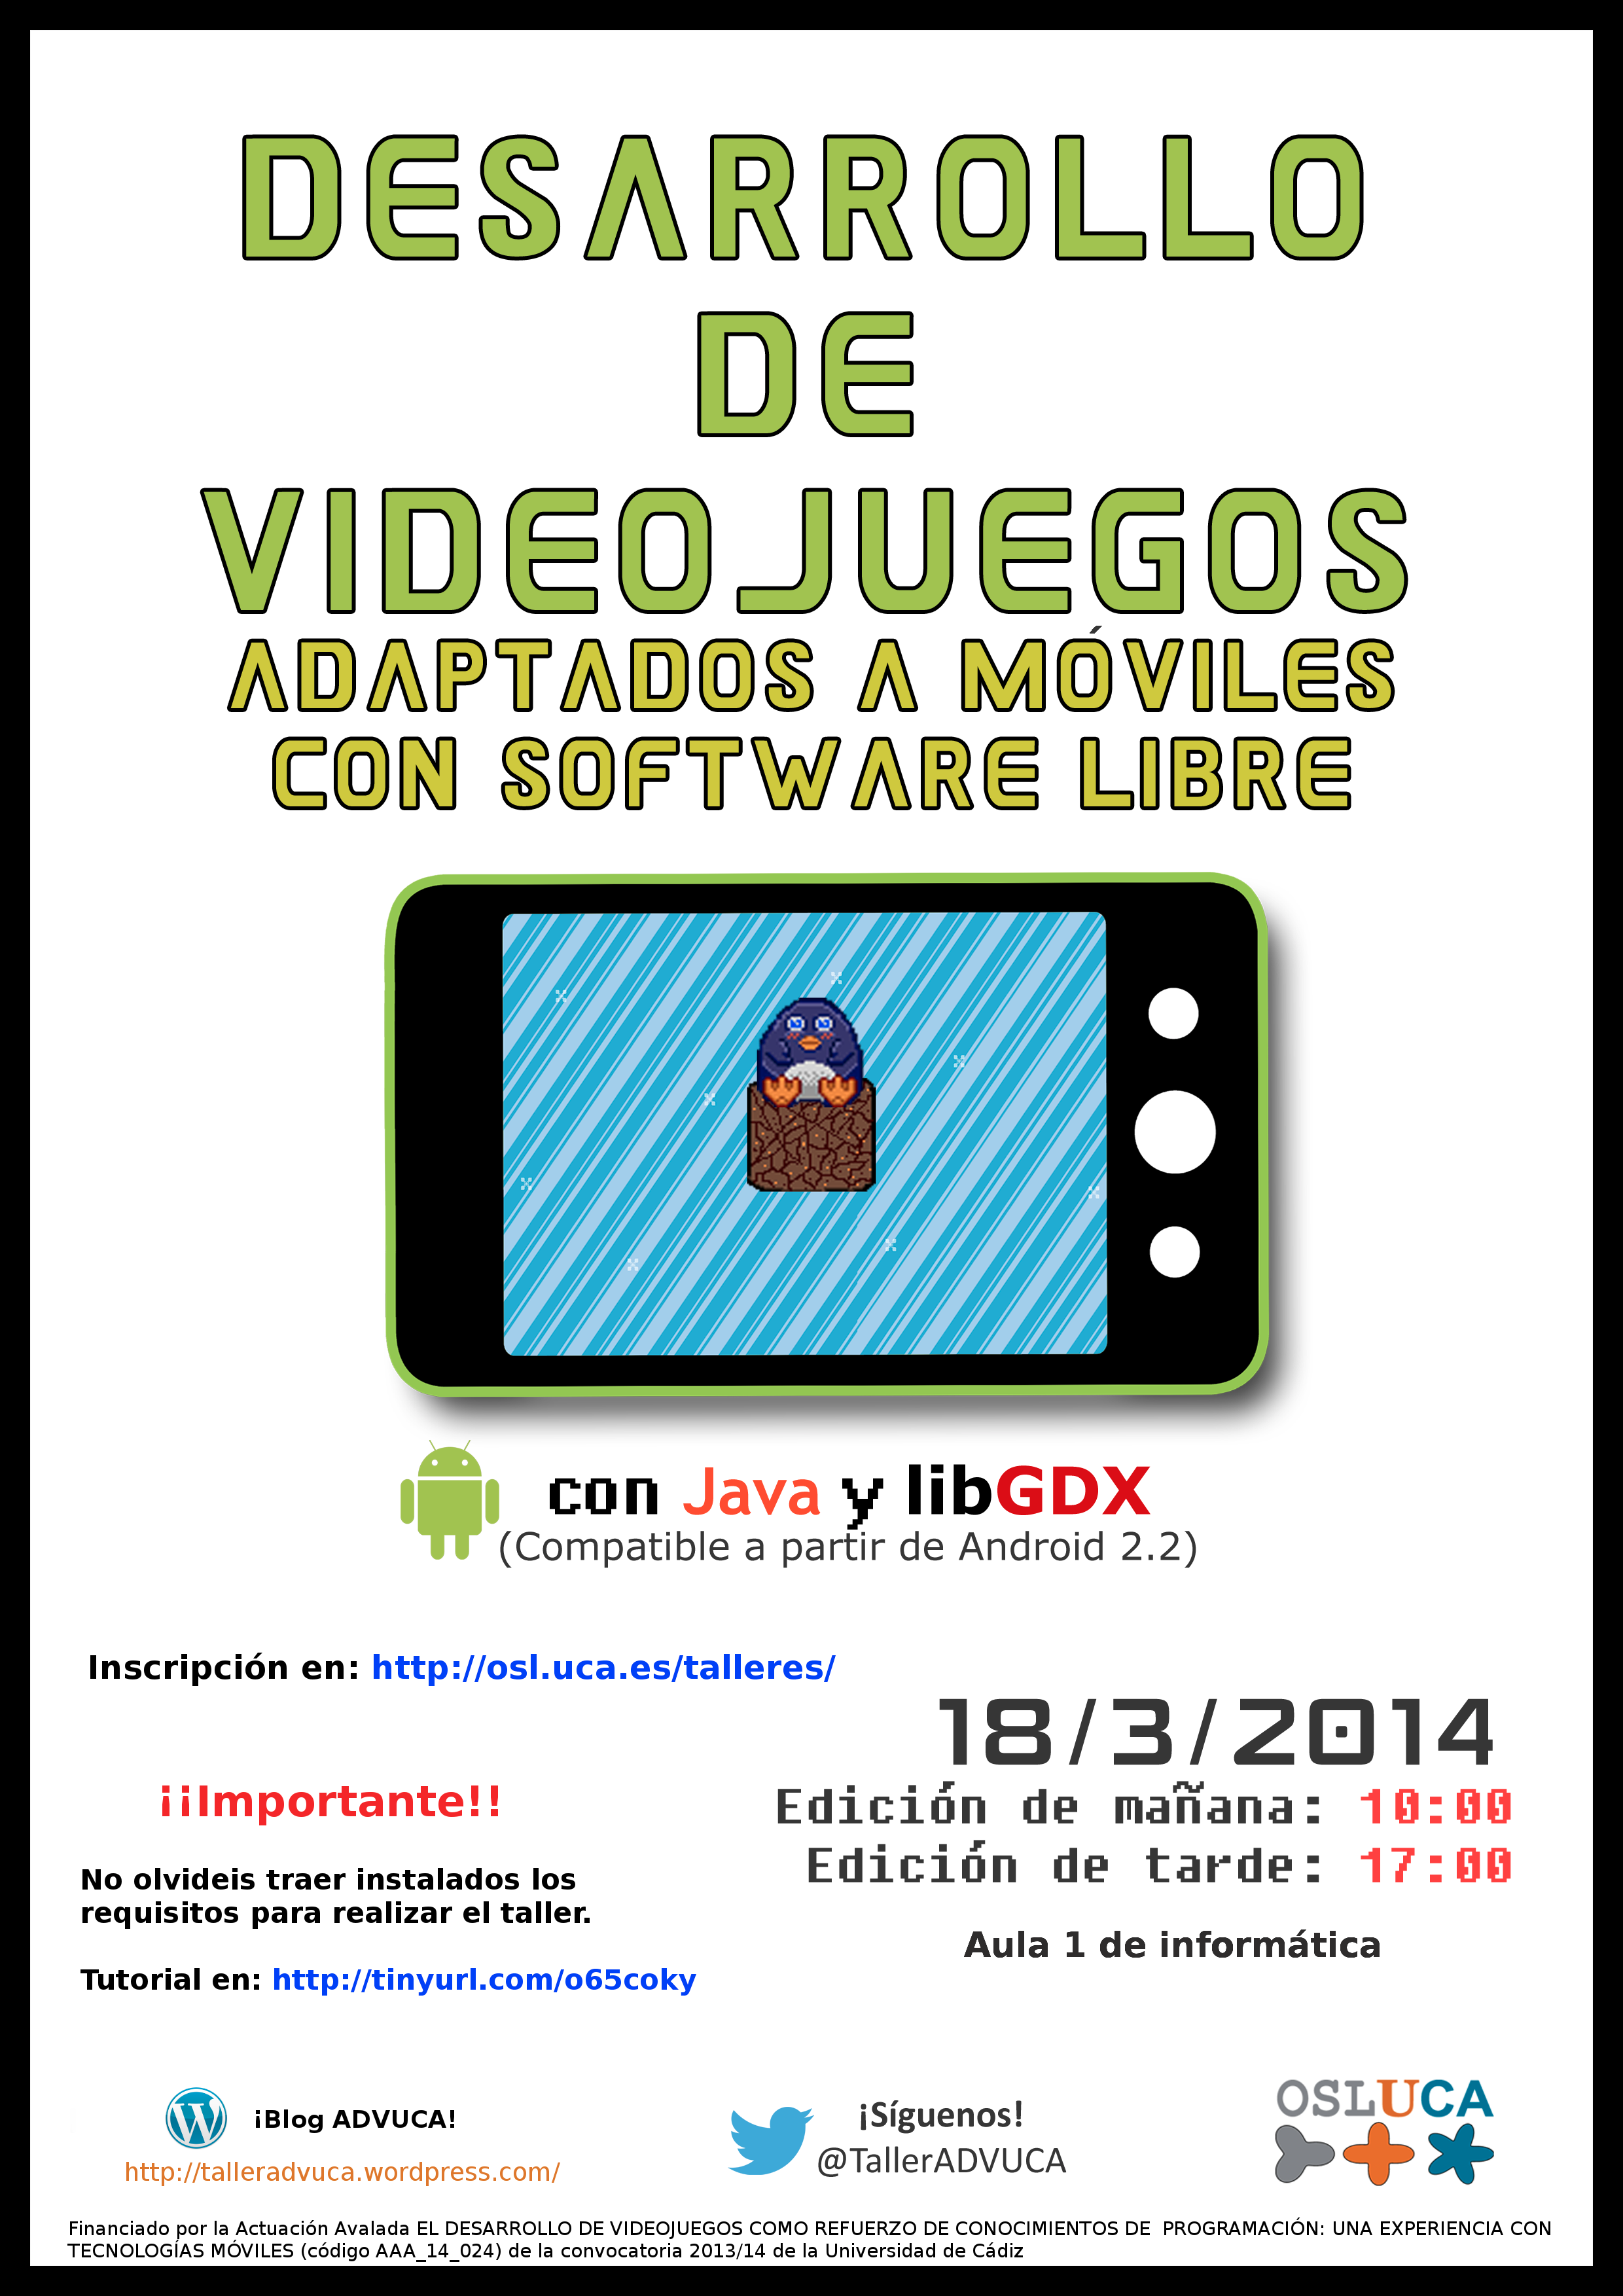 DESARROLLO
DE
VIDEOJUEGOS
ADAPTADOS A MÓVILES
CON SOFTWARE LIBRE
con Java y libGDX
(Compatible a partir de Android 2.2)
Inscripción en: http://osl.uca.es/talleres/
18/3/2014
Edición de mañana: 10:00
Edición de tarde: 17:00
Aula 1 de informática
¡¡Importante!!
No olvideis traer instalados los
requisitos para realizar el taller.
Tutorial en: http://tinyurl.com/o65coky
¡Blog ADVUCA!
http://talleradvuca.wordpress.com/
¡Síguenos!
@TallerADVUCA
OSLUCA
Financiado por la Actuación Avalada EL DESARROLLO DE VIDEOJUEGOS COMO REFUERZO DE CONOCIMIENTOS DE PROGRAMACIÓN: UNA EXPERIENCIA CON
TECNOLOGÍAS MÓVILES (código AAA_14_024) de la convocatoria 2013/14 de la Universidad de Cádiz